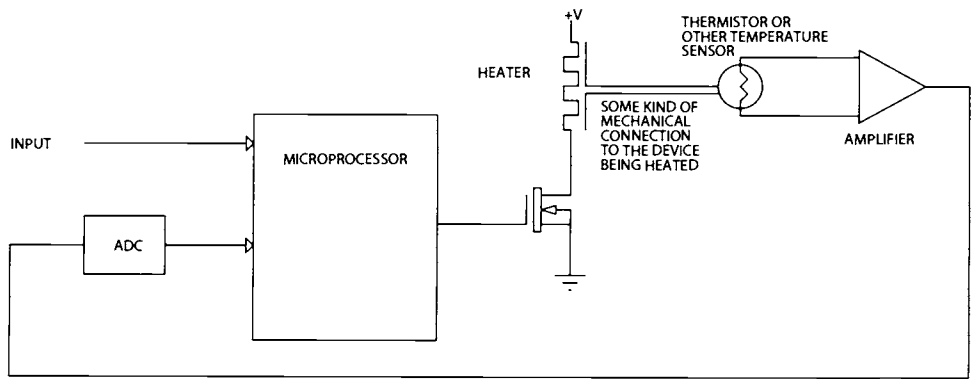 +V
THERMISTOR OR
OTHER TEMPERATURE
SENSOR
HEATER
SOME KIND OF
MECHANICAL
CONNECTION
TO THE DEVICE
BEING HEATED
AMPLIFIER
INPUT
MICROPROCESSOR
ADC